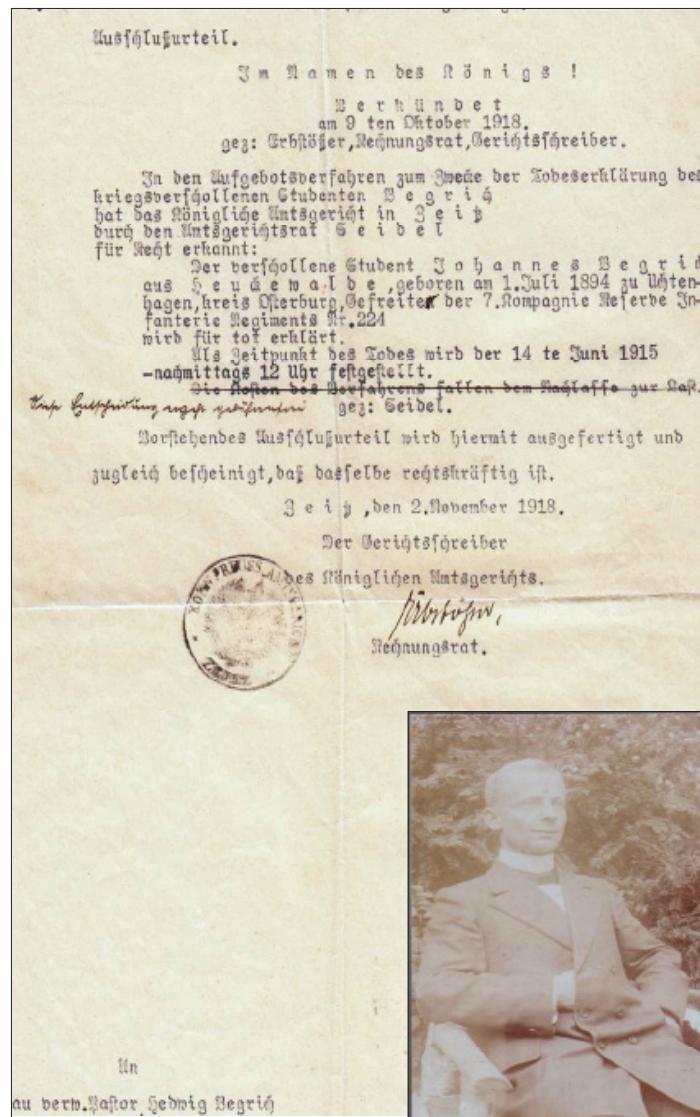 Ausschlußurteil.
Im Namen des Königs !
Verkündet
am 9 ten Oktober 1918.
gez: Erbstößer,Rechnungsrat,Gerichtsschreiber.
In den Aufgebotsverfahren zum Zwecke der Todeserklärung des
kriegsverschollenen Studenten Begrich
hat das Königliche Amtsgericht in Zeitz
durch den Amtsgerichtsrat Seidel
für Recht erkannt:
Der verschollene Student Johannes Begrich
aus Heuckewalde,geboren am 1.Juli 1894 zu Uchten-
hagen,kreis Osterburg,Gefreiter der 7.Kompagnie Reserve In-
fanterie Regiments Nr.224
wird für tot erklärt.
Als Zeitpunkt des Todes wird der 14 te Juni 1915
-nachmittags 12 Uhr festgestellt.
Die Kosten des Verfahrens fallen dem Nachlasse zur Last.
Diese Entscheidung ergeht gebührenfrei gez: Seidel.
Vorstehendes Ausschlußurteil wird hiermit ausgefertigt und
zugleich bescheinigt,daß dasselbe rechtskräftig ist.
Zeitz ,den 2.November 1918.
Der Gerichtsschreiber
des Königlichen Amtsgerichts.
Rechnungsrat.
An
au verw.Pastor Hedwig Begrich